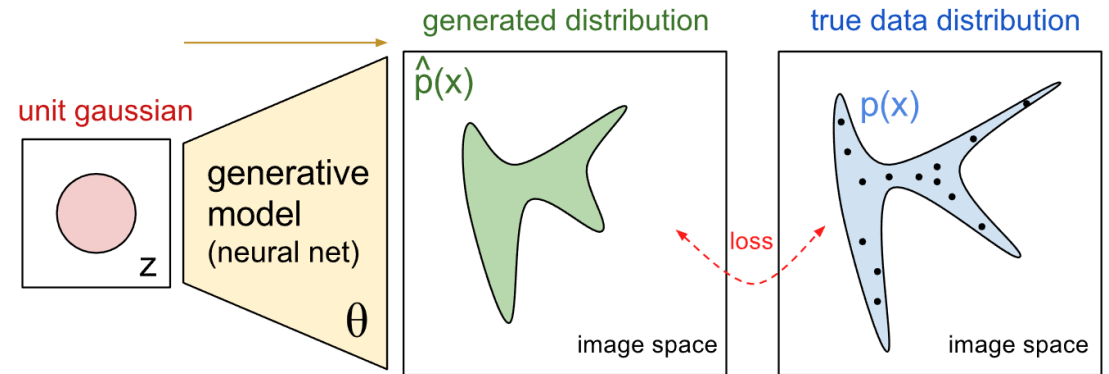 generated distribution
true data distribution
unit gaussian
z
generative
model
(neural net)
θ
p̂(x)
image space
loss
p(x)
image space